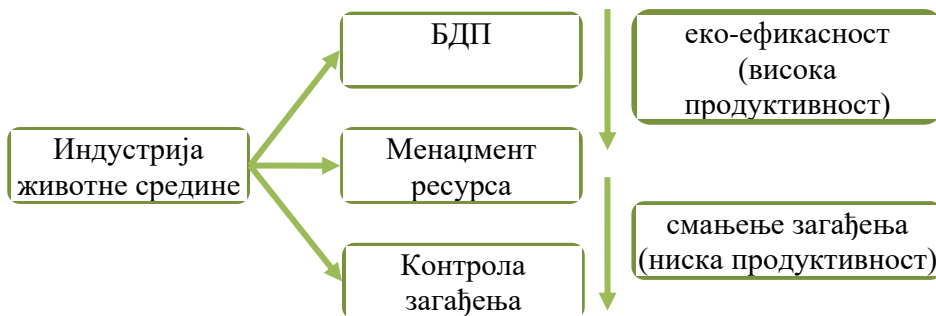 БДП
еко-ефикасност
(висока
продуктивност)
Индустрија
животне средине
Менаџмент
ресурса
смањење загађења
(ниска продуктивност)
Контрола
загађења